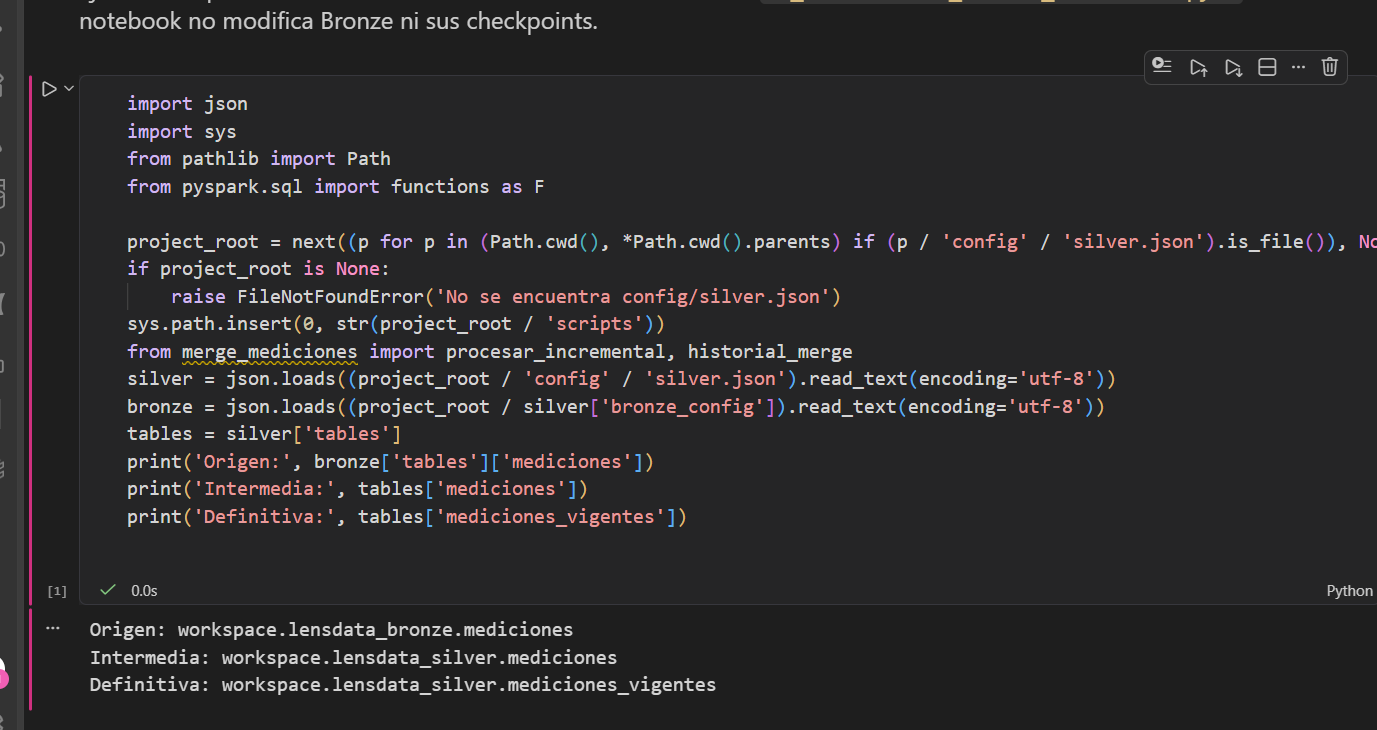 notebook no modifica Bronze ni sus checkpoints.
import json
import sys
from pathlib import Path
from pyspark.sql import functions as F
project_root = next((p for p in (Path.cwd(), *Path.cwd().parents) if (p / 'config' / 'silver.json').is_file()), No
if project_root is None:
    raise FileNotFoundError('No se encuentra config/silver.json')
sys.path.insert(0, str(project_root / 'scripts'))
from merge_mediciones import procesar_incremental, historial_merge
silver = json.loads((project_root / 'config' / 'silver.json').read_text(encoding='utf-8'))
bronze = json.loads((project_root / silver['bronze_config']).read_text(encoding='utf-8'))
tables = silver['tables']
print('Origen:', bronze['tables']['mediciones'])
print('Intermedia:', tables['mediciones'])
print('Definitiva:', tables['mediciones_vigentes'])
[1] 0.0s Python
Origen: workspace.lensdata_bronze.mediciones
Intermedia: workspace.lensdata_silver.mediciones
Definitiva: workspace.lensdata_silver.mediciones_vigentes